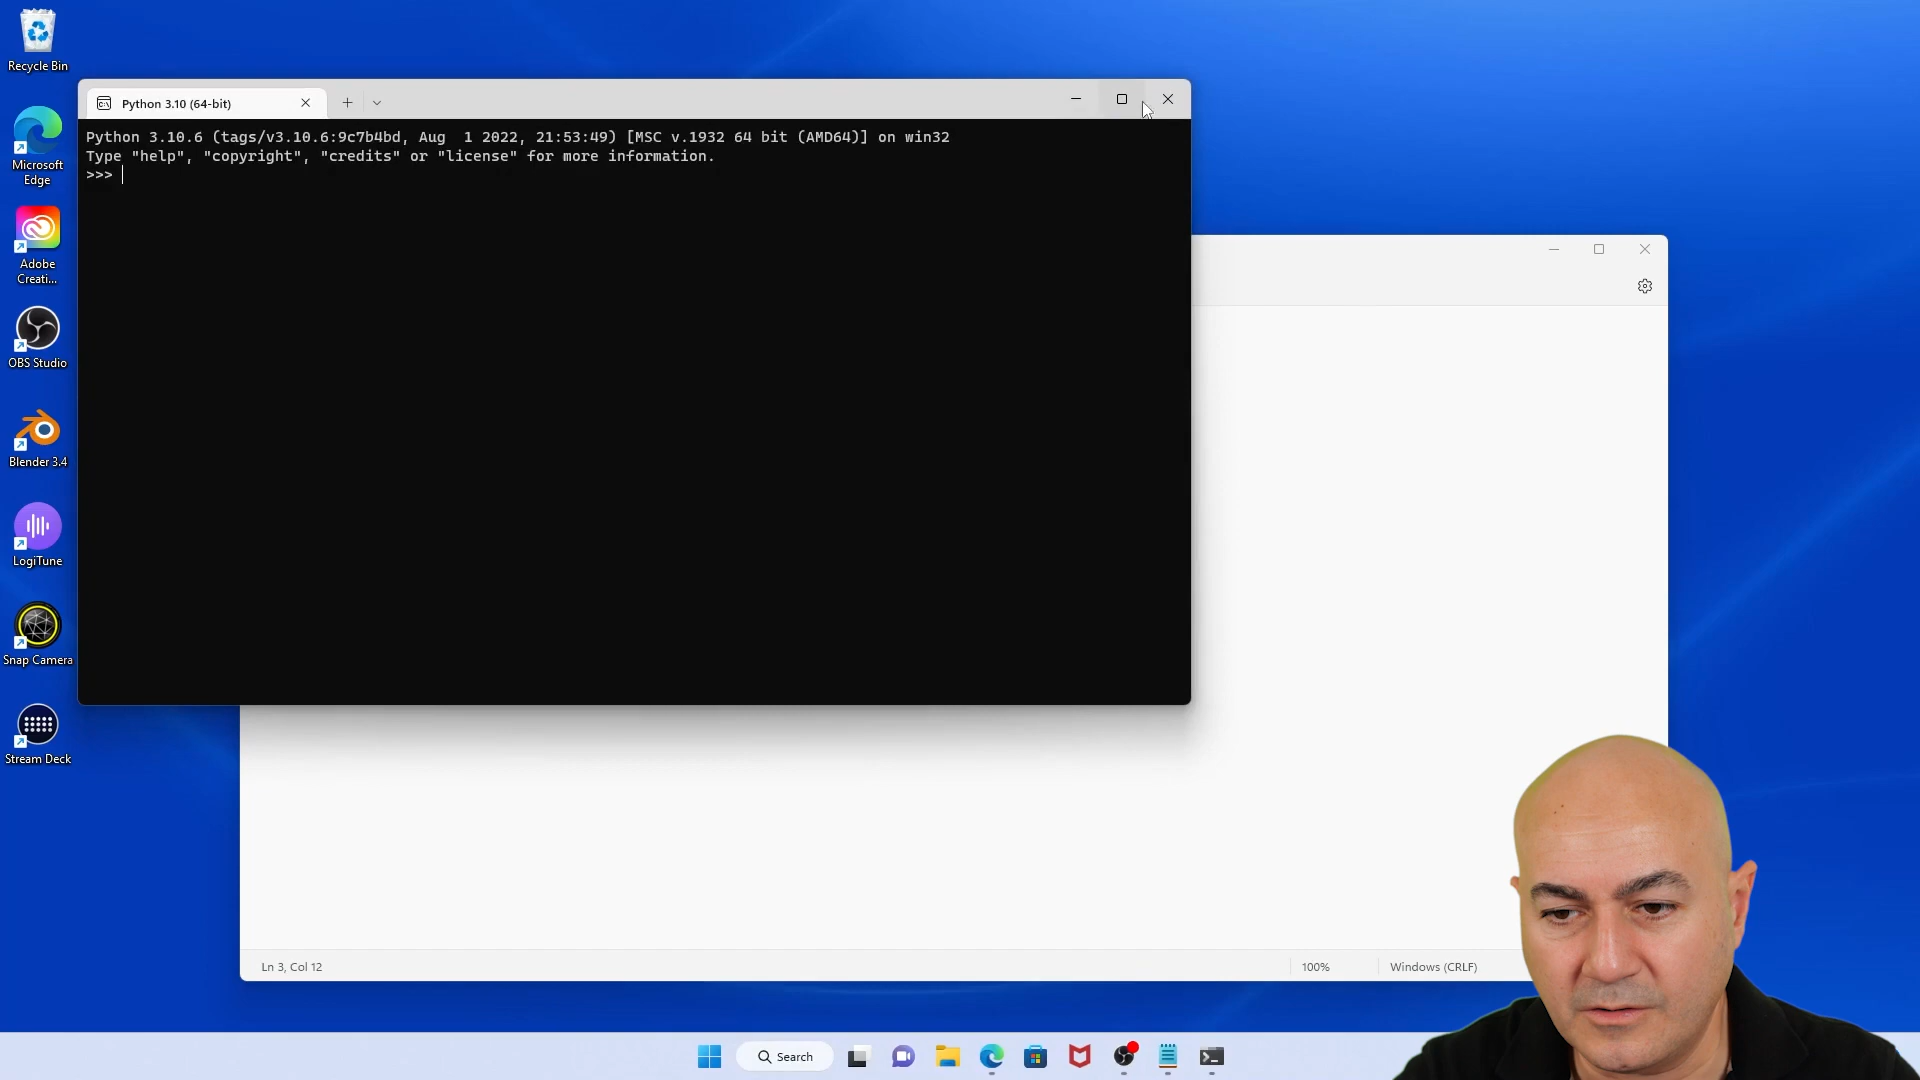 Recycle Bin
Microsoft
Edge
Adobe
Creati...
OBS Studio
Blender 3.4
LogiTune
Snap Camera
Stream Deck
Python 3.10 (64-bit)
Python 3.10.6 (tags/v3.10.6:9c7b4bd, Aug  1 2022, 21:53:49) [MSC v.1932 64 bit (AMD64)] on win32
Type "help", "copyright", "credits" or "license" for more information.
>>>
Ln 3, Col 12
100%
Windows (CRLF)
Search